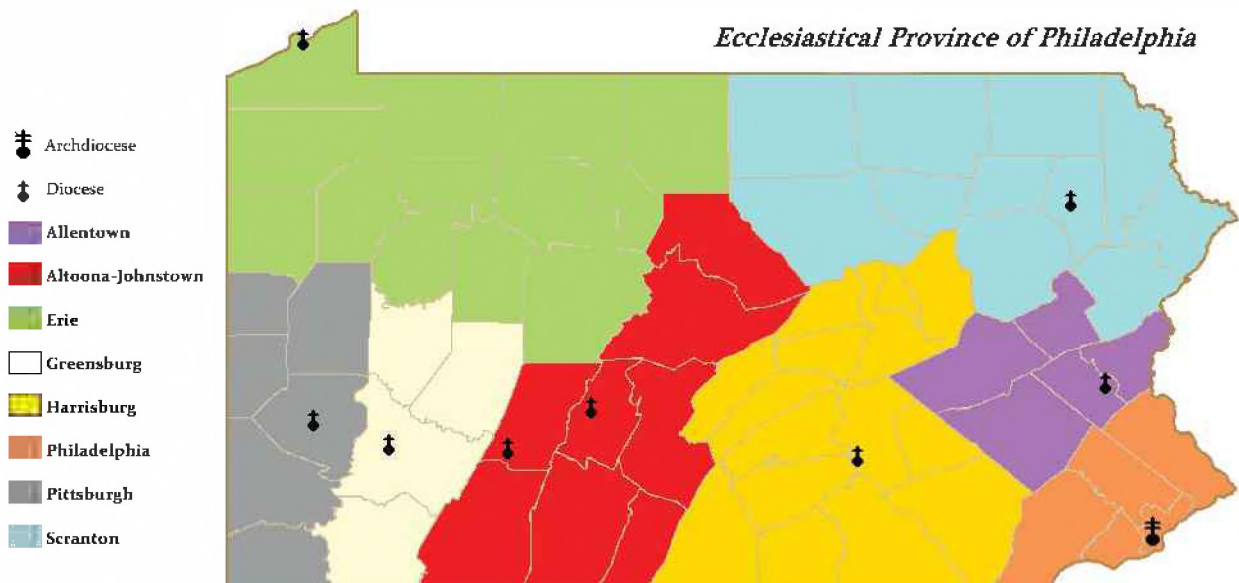 Ecclesiastical Province of Philadelphia
Archdiocese
Diocese
Allentown
Altoona-Johnstown
Erie
Greensburg
Harrisburg
Philadelphia
Pittsburgh
Scranton